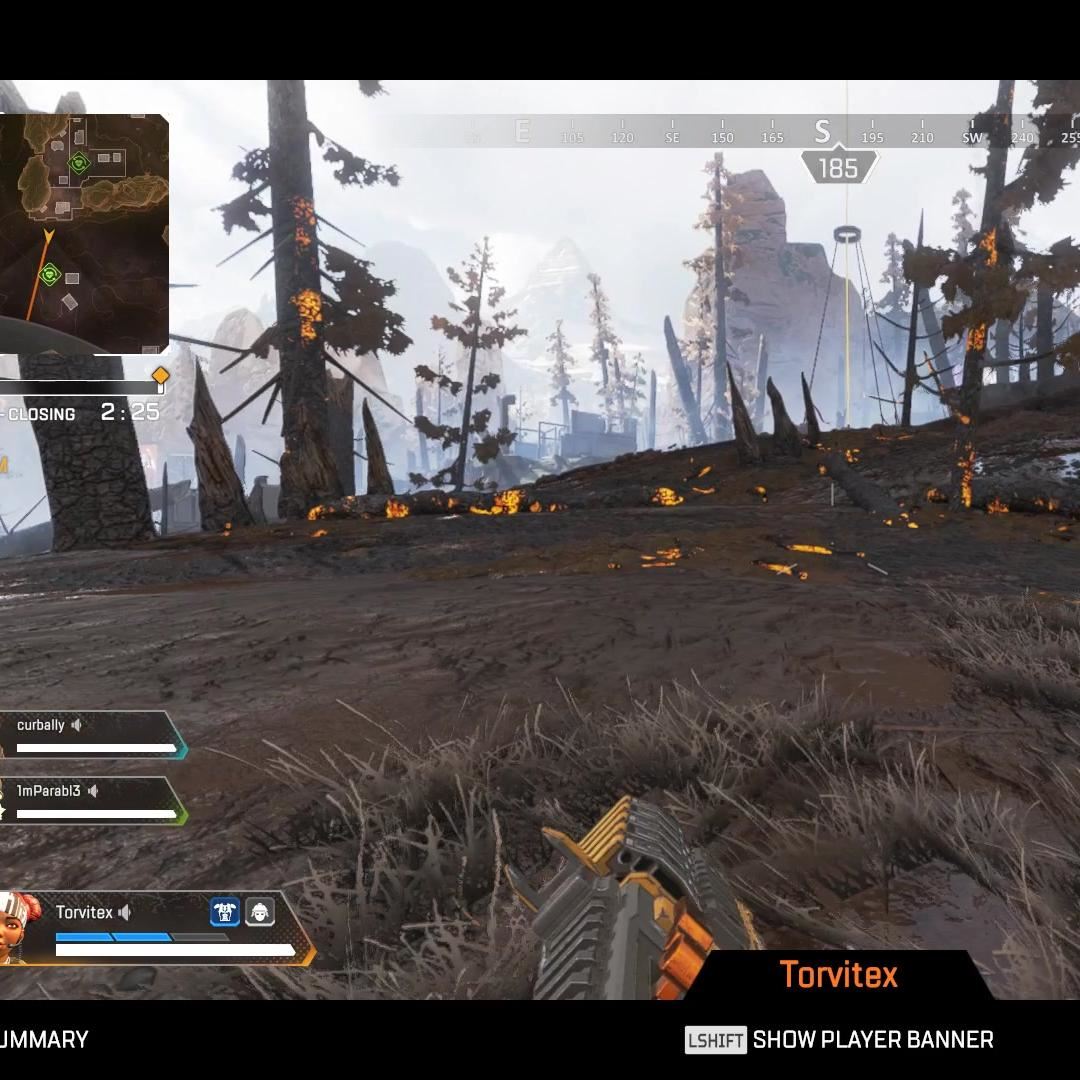 E 105 120 SE 150 165 S 195 210 SW 240 255
185
- CLOSING 2:25
M
curbally
1mParabl3
Torvitex
Torvitex
UMMARY
LSHIFT SHOW PLAYER BANNER